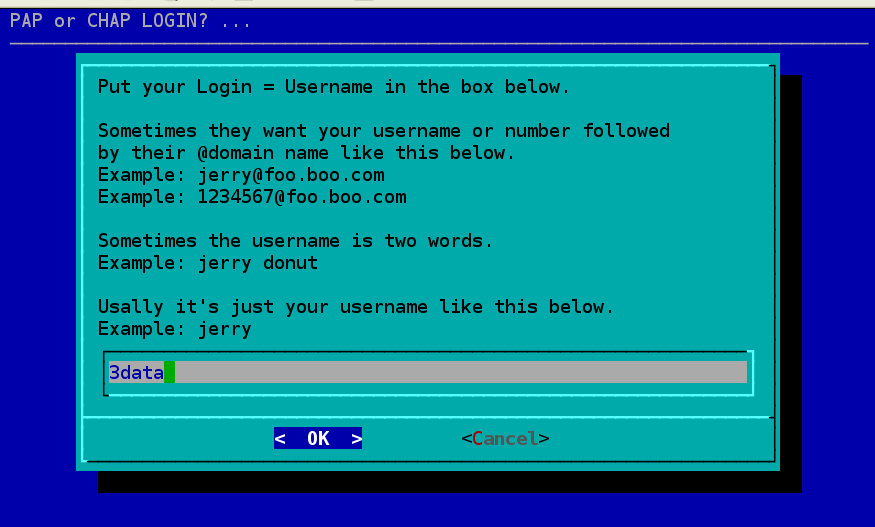 PAP or CHAP LOGIN? ...
Put your Login = Username in the box below.
Sometimes they want your username or number followed
by their @domain name like this below.
Example: jerry@foo.boo.com
Example: 1234567@foo.boo.com
Sometimes the username is two words.
Example: jerry donut
Usally it's just your username like this below.
Example: jerry
3data
<  OK  > <Cancel>